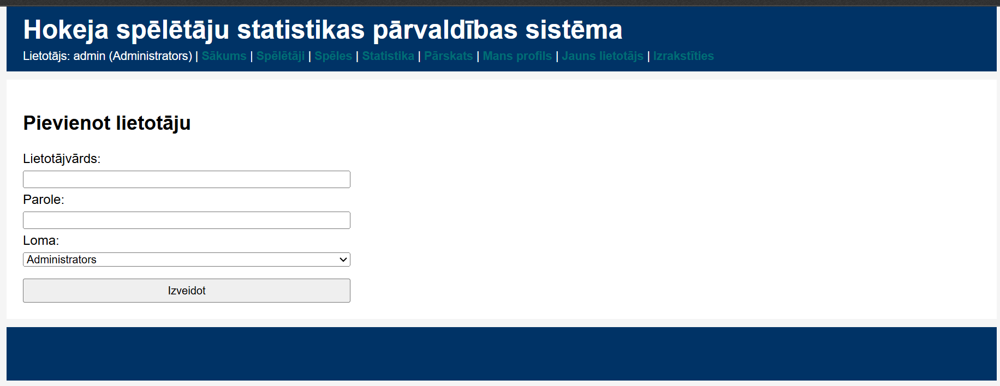 Hokeja spēlētāju statistikas pārvaldības sistēma
Lietotājs: admin (Administrators) | Sākums | Spēlētāji | Spēles | Statistika | Pārskats | Mans profils | Jauns lietotājs | Izrakstīties
Pievienot lietotāju
Lietotājvārds:
Parole:
Loma:
Administrators
Izveidot